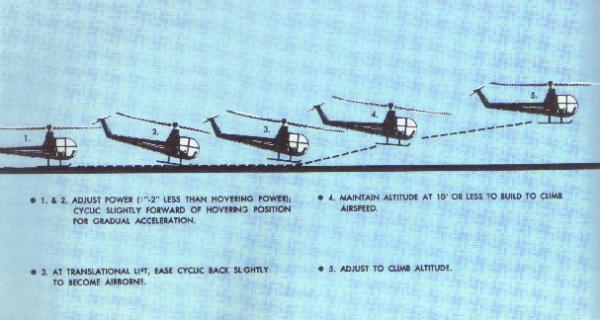 1.
2.
3.
4.
5.
● 1. & 2. ADJUST POWER (1"-2" LESS THAN HOVERING POWER);
CYCLIC SLIGHTLY FORWARD OF HOVERING POSITION
FOR GRADUAL ACCELERATION.
● 3. AT TRANSLATIONAL LIFT, EASE CYCLIC BACK SLIGHTLY
TO BECOME AIRBORNE.
● 4. MAINTAIN ALTITUDE AT 10' OR LESS TO BUILD TO CLIMB
AIRSPEED.
● 5. ADJUST TO CLIMB ALTITUDE.